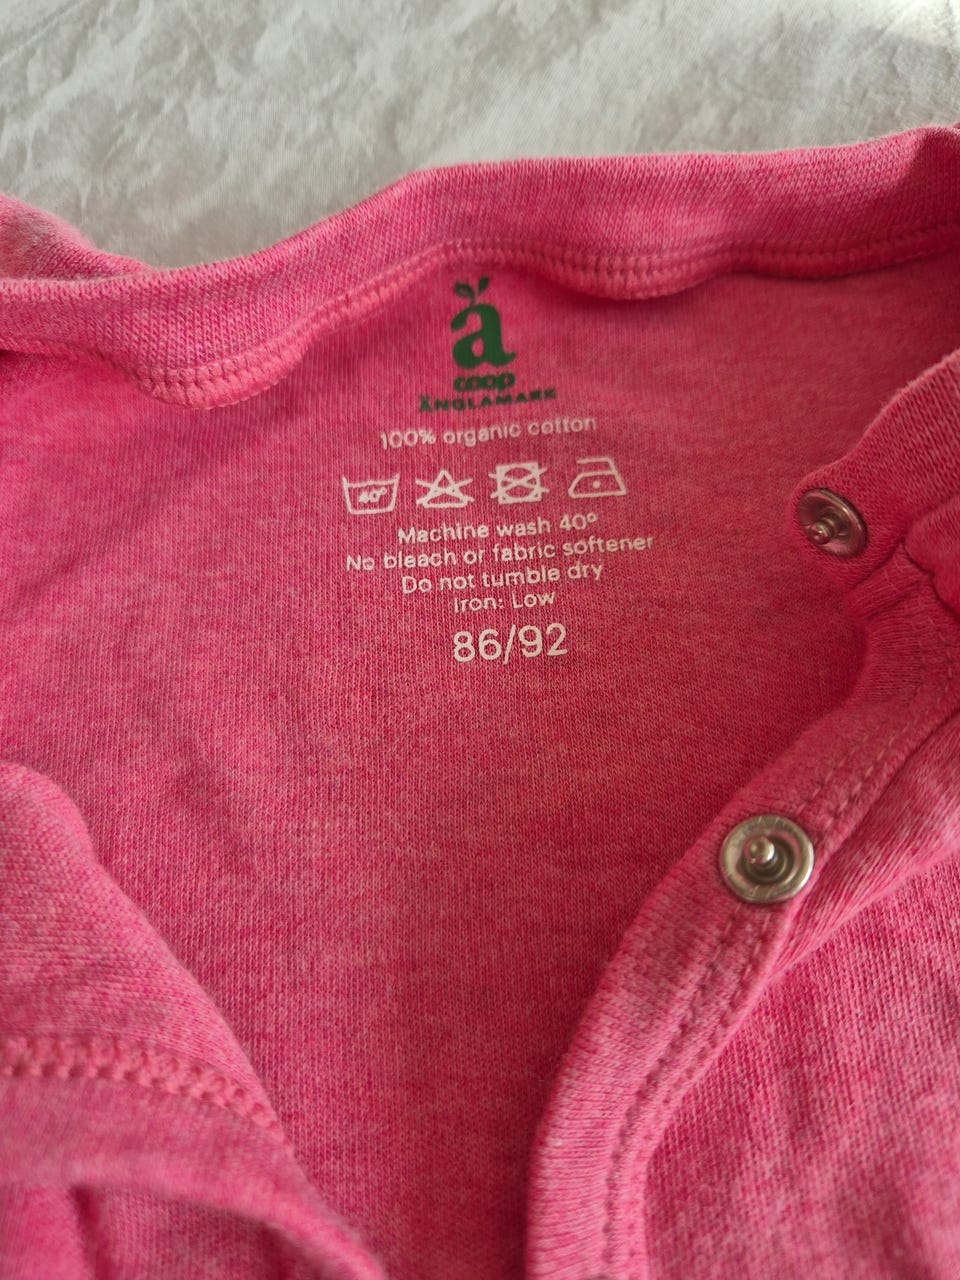 ä
coop
ÄNGLAMARK
100% organic cotton
40°
Machine wash 40°
No bleach or fabric softener
Do not tumble dry
Iron: Low
86/92